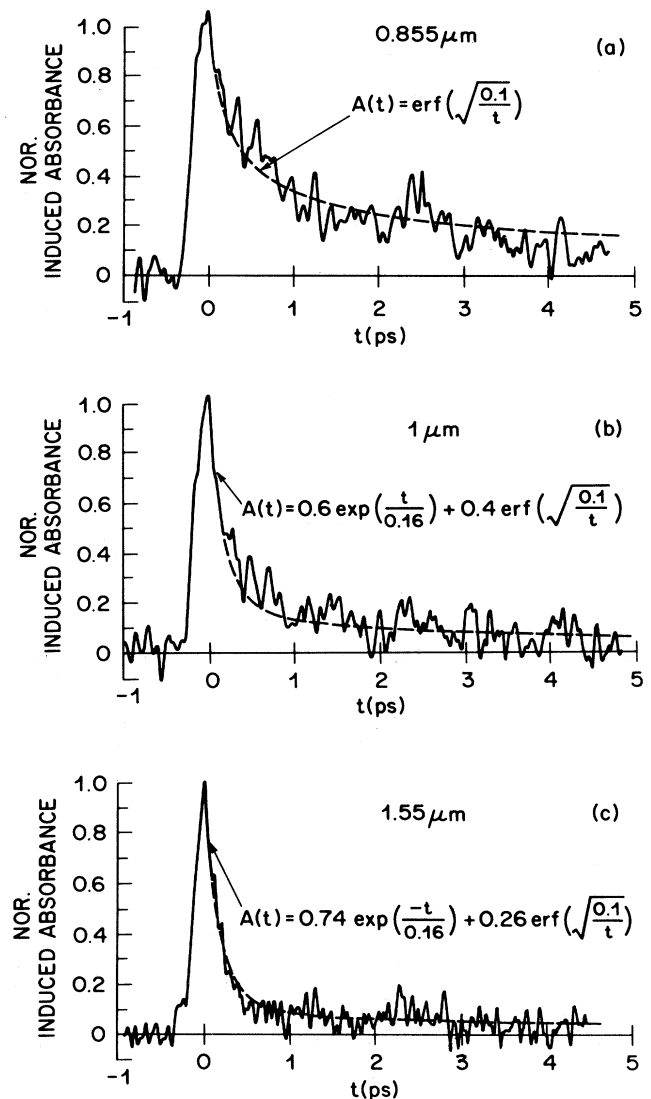 0.855 μm
(a)
A(t) = erf(√0.1/t)
NOR.
INDUCED ABSORBANCE
1.0
0.8
0.6
0.4
0.2
0
-1 0 1 2 3 4 5
t(ps)
1 μm
(b)
A(t) = 0.6 exp(t/0.16) + 0.4 erf(√0.1/t)
NOR.
INDUCED ABSORBANCE
1.0
0.8
0.6
0.4
0.2
0
-1 0 1 2 3 4 5
t(ps)
1.55 μm
(c)
A(t) = 0.74 exp(-t/0.16) + 0.26 erf(√0.1/t)
NOR.
INDUCED ABSORBANCE
1.0
0.8
0.6
0.4
0.2
0
-1 0 1 2 3 4 5
t(ps)